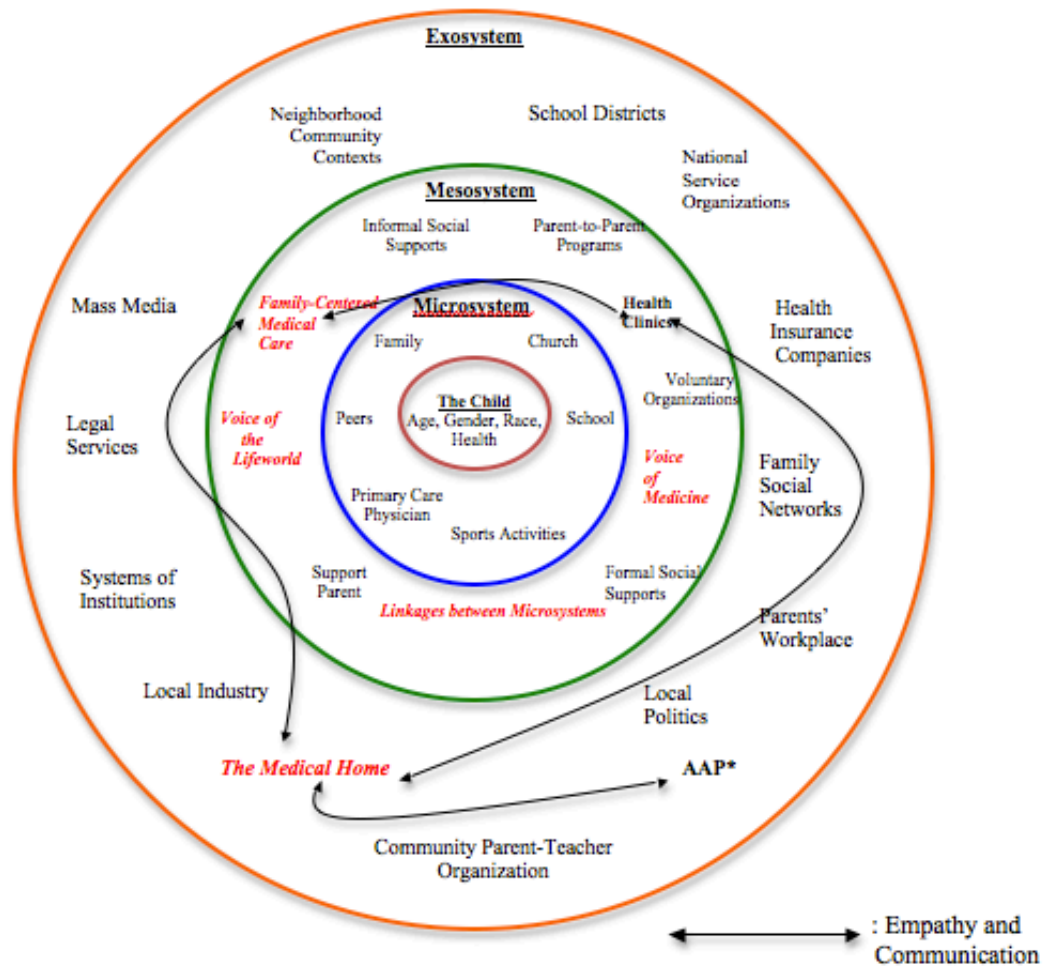 Exosystem
Neighborhood
Community
Contexts
School Districts
National
Service
Organizations
Mesosystem
Informal Social
Supports
Parent-to-Parent
Programs
Mass Media
Family-Centered
Medical
Care
Microsystem
Health
Clinics
Health
Insurance
Companies
Family
Church
The Child
Age, Gender, Race,
Health
Peers
School
Voluntary
Organizations
Legal
Services
Voice of
the
Lifeworld
Voice
of
Medicine
Family
Social
Networks
Primary Care
Physician
Sports Activities
Systems of
Institutions
Support
Parent
Formal Social
Supports
Linkages between Microsystems
Parents’
Workplace
Local Industry
Local
Politics
The Medical Home
AAP*
Community Parent-Teacher
Organization
: Empathy and
Communication